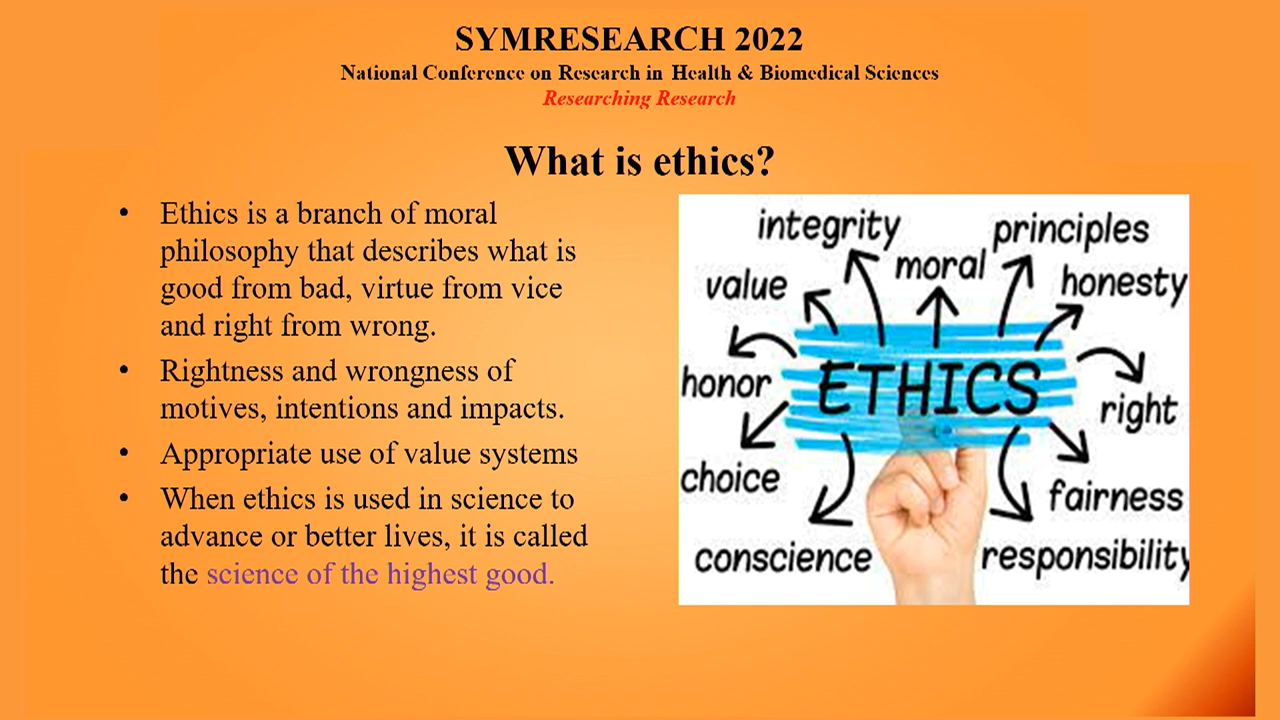 SYMRESEARCH 2022
National Conference on Research in Health & Biomedical Sciences
Researching Research
What is ethics?
• Ethics is a branch of moral
philosophy that describes what is
good from bad, virtue from vice
and right from wrong.
• Rightness and wrongness of
motives, intentions and impacts.
• Appropriate use of value systems
• When ethics is used in science to
advance or better lives, it is called
the science of the highest good.
integrity
principles
value
moral
honesty
honor
ETHICS
right
choice
fairness
conscience
responsibility